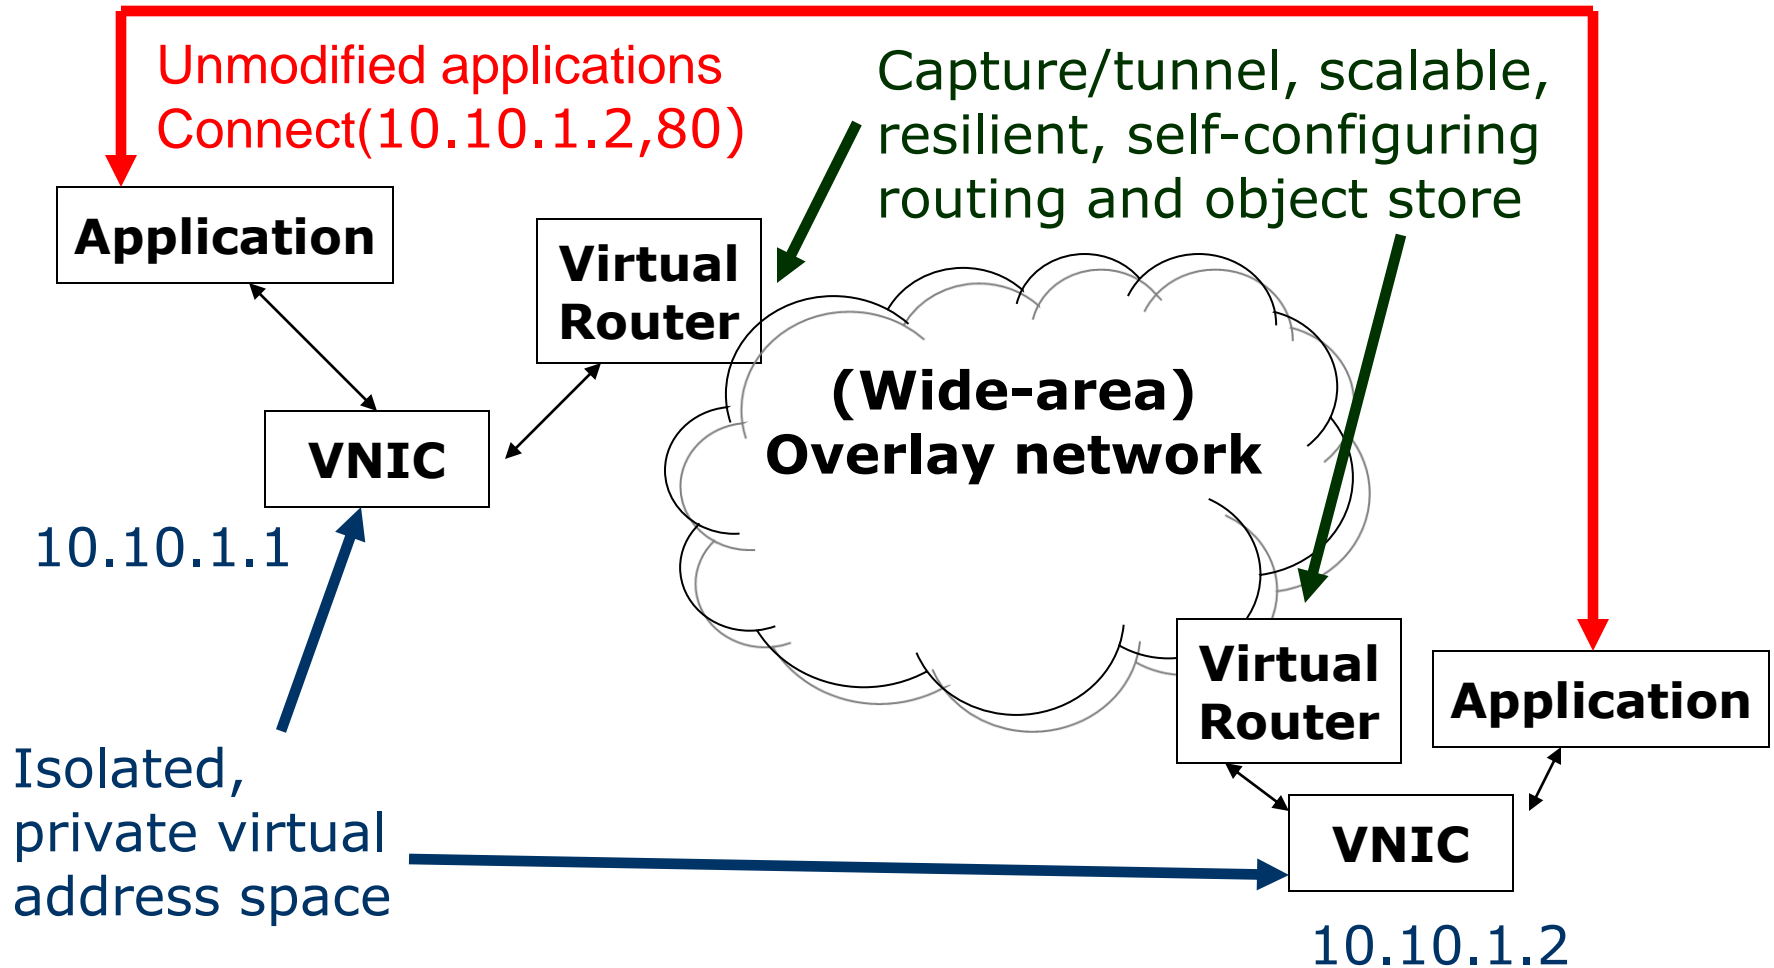 Unmodified applications
Connect(10.10.1.2,80)
Capture/tunnel, scalable,
resilient, self-configuring
routing and object store
Application
Virtual
Router
(Wide-area)
Overlay network
VNIC
10.10.1.1
Virtual
Router
Application
Isolated,
private virtual
address space
VNIC
10.10.1.2